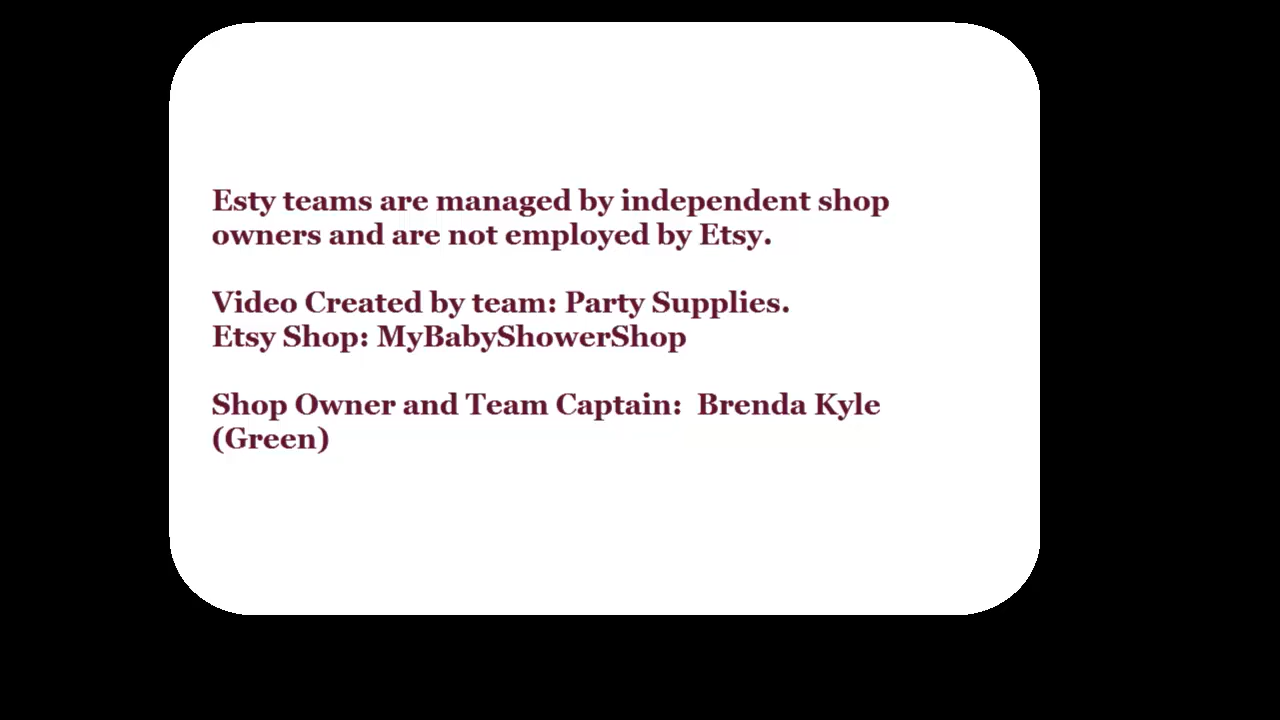 Esty teams are managed by independent shop
owners and are not employed by Etsy.
Video Created by team: Party Supplies.
Etsy Shop: MyBabyShowerShop
Shop Owner and Team Captain:  Brenda Kyle
(Green)